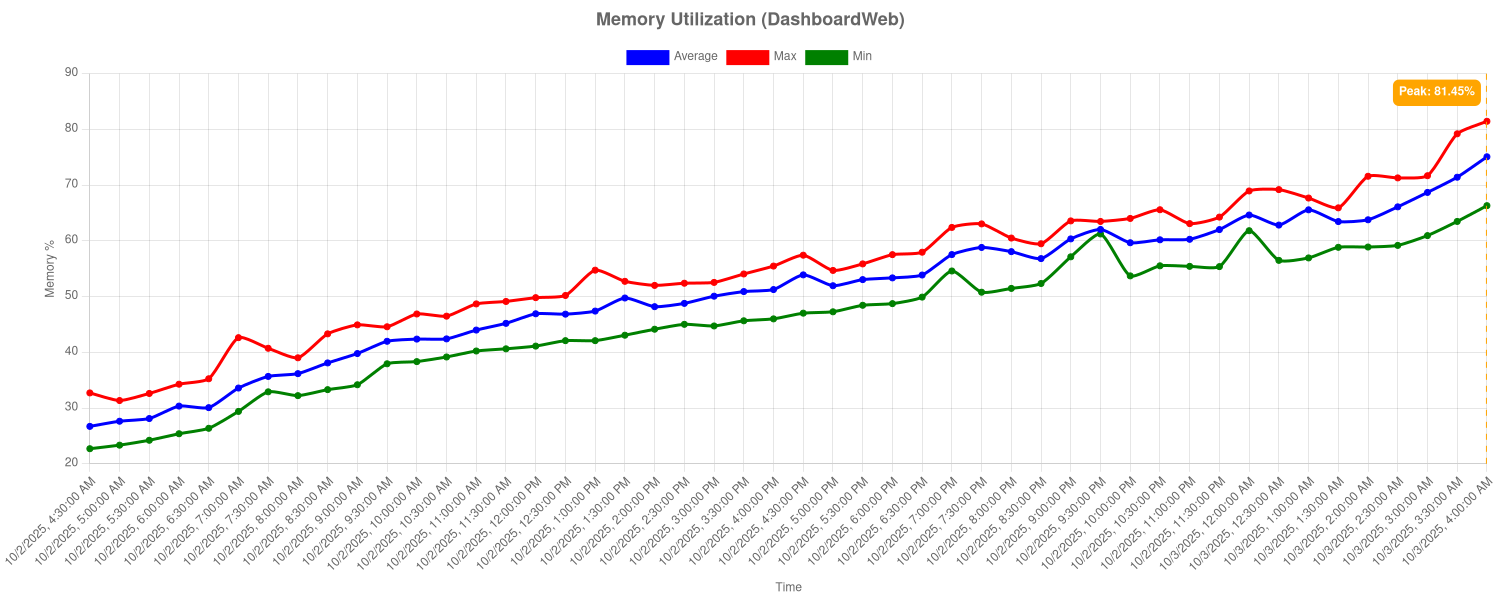 Memory Utilization (DashboardWeb)
Average Max Min
90
Peak: 81.45%
80
70
60
50
40
30
20
Memory %
10/2/2025, 4:30:00 AM
10/2/2025, 5:00:00 AM
10/2/2025, 5:30:00 AM
10/2/2025, 6:00:00 AM
10/2/2025, 6:30:00 AM
10/2/2025, 7:00:00 AM
10/2/2025, 7:30:00 AM
10/2/2025, 8:00:00 AM
10/2/2025, 8:30:00 AM
10/2/2025, 9:00:00 AM
10/2/2025, 9:30:00 AM
10/2/2025, 10:00:00 AM
10/2/2025, 10:30:00 AM
10/2/2025, 11:00:00 AM
10/2/2025, 11:30:00 AM
10/2/2025, 12:00:00 PM
10/2/2025, 12:30:00 PM
10/2/2025, 1:00:00 PM
10/2/2025, 1:30:00 PM
10/2/2025, 2:00:00 PM
10/2/2025, 2:30:00 PM
10/2/2025, 3:00:00 PM
10/2/2025, 3:30:00 PM
10/2/2025, 4:00:00 PM
10/2/2025, 4:30:00 PM
10/2/2025, 5:00:00 PM
10/2/2025, 5:30:00 PM
10/2/2025, 6:00:00 PM
10/2/2025, 6:30:00 PM
10/2/2025, 7:00:00 PM
10/2/2025, 7:30:00 PM
10/2/2025, 8:00:00 PM
10/2/2025, 8:30:00 PM
10/2/2025, 9:00:00 PM
10/2/2025, 9:30:00 PM
10/2/2025, 10:00:00 PM
10/2/2025, 10:30:00 PM
10/2/2025, 11:00:00 PM
10/2/2025, 11:30:00 PM
10/3/2025, 12:00:00 AM
10/3/2025, 12:30:00 AM
10/3/2025, 1:00:00 AM
10/3/2025, 1:30:00 AM
10/3/2025, 2:00:00 AM
10/3/2025, 2:30:00 AM
10/3/2025, 3:00:00 AM
10/3/2025, 3:30:00 AM
10/3/2025, 4:00:00 AM
Time